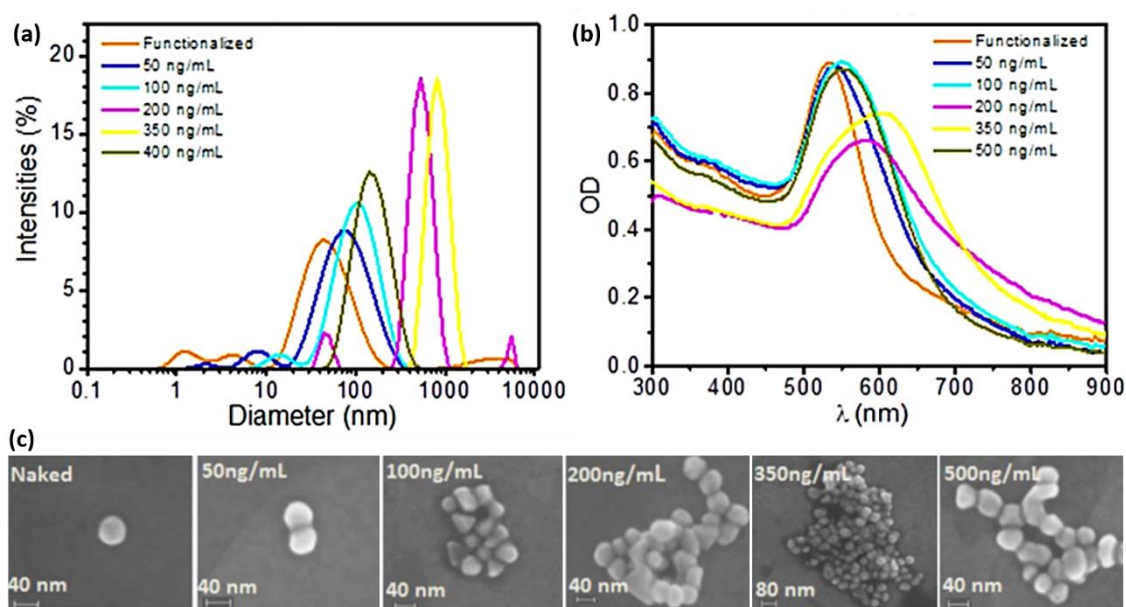 (a)
Functionalized
50 ng/mL
100 ng/mL
200 ng/mL
350 ng/mL
400 ng/mL
20
15
10
5
0
Intensities (%)
0.1 1 10 100 1000 10000
Diameter (nm)
(b)
Functionalized
50 ng/mL
100 ng/mL
200 ng/mL
350 ng/mL
500 ng/mL
1.0
0.8
0.6
0.4
0.2
0.0
OD
300 400 500 600 700 800 900
λ (nm)
(c)
Naked 50ng/mL 100ng/mL 200ng/mL 350ng/mL 500ng/mL
40 nm 40 nm 40 nm 40 nm 80 nm 40 nm